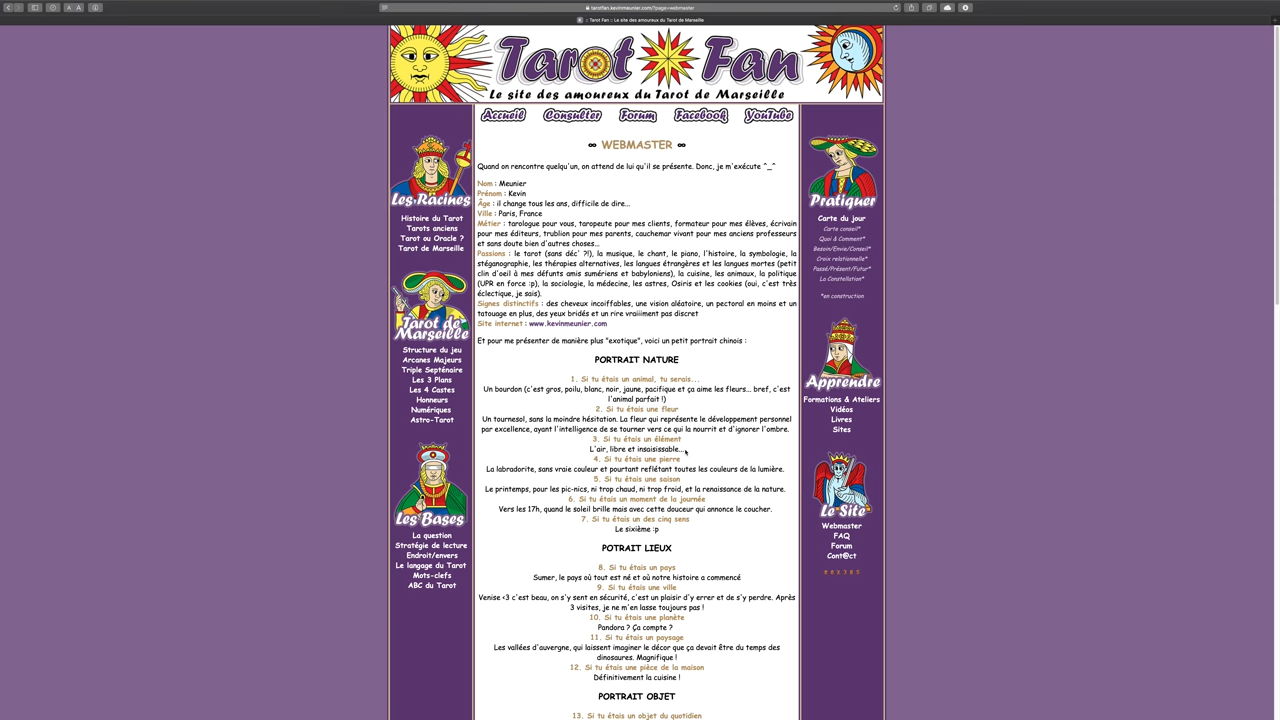 tarotfan.kevinmeunier.com/?page=webmaster
:: Tarot Fan :: Le site des amoureux du Tarot de Marseille
Tarot Fan
Le site des amoureux du Tarot de Marseille
Accueil Consulter Forum Facebook YouTube
Les Racines
Histoire du Tarot
Tarots anciens
Tarot ou Oracle ?
Tarot de Marseille
Tarot de Marseille
Structure du jeu
Arcanes Majeurs
Triple Septénaire
Les 3 Plans
Les 4 Castes
Honneurs
Numériques
Astro-Tarot
Les Bases
La question
Stratégie de lecture
Endroit/envers
Le langage du Tarot
Mots-clefs
ABC du Tarot
∞ WEBMASTER ∞
Quand on rencontre quelqu'un, on attend de lui qu'il se présente. Donc, je m'exécute ^_^
Nom : Meunier
Prénom : Kevin
Âge : il change tous les ans, difficile de dire...
Ville : Paris, France
Métier : tarologue pour vous, taropeute pour mes clients, formateur pour mes élèves, écrivain
pour mes éditeurs, trublion pour mes parents, cauchemar vivant pour mes anciens professeurs
et sans doute bien d'autres choses...
Passions : le tarot (sans déc' ?!), la musique, le chant, le piano, l'histoire, la symbologie, la
stéganographie, les thérapies alternatives, les langues étrangères et les langues mortes (petit
clin d'oeil à mes défunts amis sumériens et babyloniens), la cuisine, les animaux, la politique
(UPR en force :p), la sociologie, la médecine, les astres, Osiris et les cookies (oui, c'est très
éclectique, je sais).
Signes distinctifs : des cheveux incoiffables, une vision aléatoire, un pectoral en moins et un
tatouage en plus, des yeux bridés et un rire vraiiiment pas discret
Site internet : www.kevinmeunier.com
Et pour me présenter de manière plus "exotique", voici un petit portrait chinois :
PORTRAIT NATURE
1. Si tu étais un animal, tu serais...
Un bourdon (c'est gros, poilu, blanc, noir, jaune, pacifique et ça aime les fleurs... bref, c'est
l'animal parfait !)
2. Si tu étais une fleur
Un tournesol, sans la moindre hésitation. La fleur qui représente le développement personnel
par excellence, ayant l'intelligence de se tourner vers ce qui la nourrit et d'ignorer l'ombre.
3. Si tu étais un élément
L'air, libre et insaisissable...
4. Si tu étais une pierre
La labradorite, sans vraie couleur et pourtant reflétant toutes les couleurs de la lumière.
5. Si tu étais une saison
Le printemps, pour les pic-nics, ni trop chaud, ni trop froid, et la renaissance de la nature.
6. Si tu étais un moment de la journée
Vers les 17h, quand le soleil brille mais avec cette douceur qui annonce le coucher.
7. Si tu étais un des cinq sens
Le sixième :p
POTRAIT LIEUX
8. Si tu étais un pays
Sumer, le pays où tout est né et où notre histoire a commencé
9. Si tu étais une ville
Venise <3 c'est beau, on s'y sent en sécurité, c'est un plaisir d'y errer et de s'y perdre. Après
3 visites, je ne m'en lasse toujours pas !
10. Si tu étais une planète
Pandora ? Ça compte ?
11. Si tu étais un paysage
Les vallées d'auvergne, qui laissent imaginer le décor que ça devait être du temps des
dinosaures. Magnifique !
12. Si tu étais une pièce de la maison
Définitivement la cuisine !
PORTRAIT OBJET
13. Si tu étais un objet du quotidien
Pratiquer
Carte du jour
Carte conseil*
Quoi & Comment*
Besoin/Envie/Conseil*
Croix relationnelle*
Passé/Présent/Futur*
La Constellation*
*en construction
Apprendre
Formations & Ateliers
Vidéos
Livres
Sites
Le Site
Webmaster
FAQ
Forum
Cont@ct